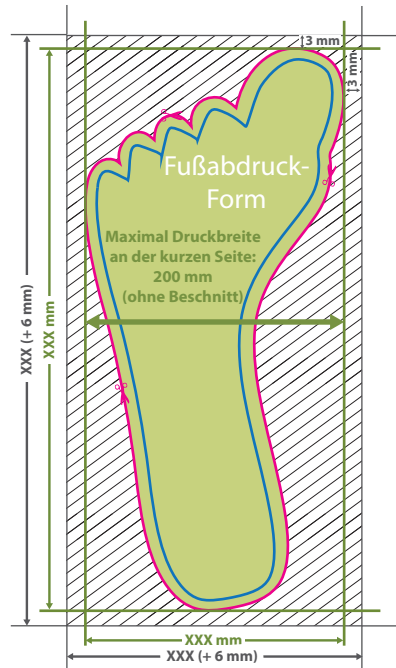 3 mm
3 mm
Fußabdruck-
Form
Maximal Druckbreite
an der kurzen Seite:
200 mm
(ohne Beschnitt)
XXX (+ 6 mm)
XXX mm
XXX mm
XXX (+ 6 mm)